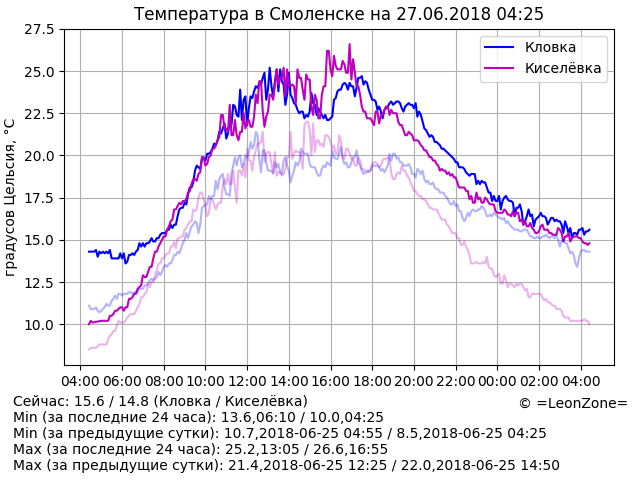 Температура в Смоленске на 27.06.2018 04:25
27.5
25.0
22.5
20.0
17.5
15.0
12.5
10.0
градусов Цельсия, °C
Кловка
Киселёвка
04:00 06:00 08:00 10:00 12:00 14:00 16:00 18:00 20:00 22:00 00:00 02:00 04:00
Сейчас: 15.6 / 14.8 (Кловка / Киселёвка)
© =LeonZone=
Min (за последние 24 часа): 13.6,06:10 / 10.0,04:25
Min (за предыдущие сутки): 10.7,2018-06-25 04:55 / 8.5,2018-06-25 04:25
Max (за последние 24 часа): 25.2,13:05 / 26.6,16:55
Max (за предыдущие сутки): 21.4,2018-06-25 12:25 / 22.0,2018-06-25 14:50